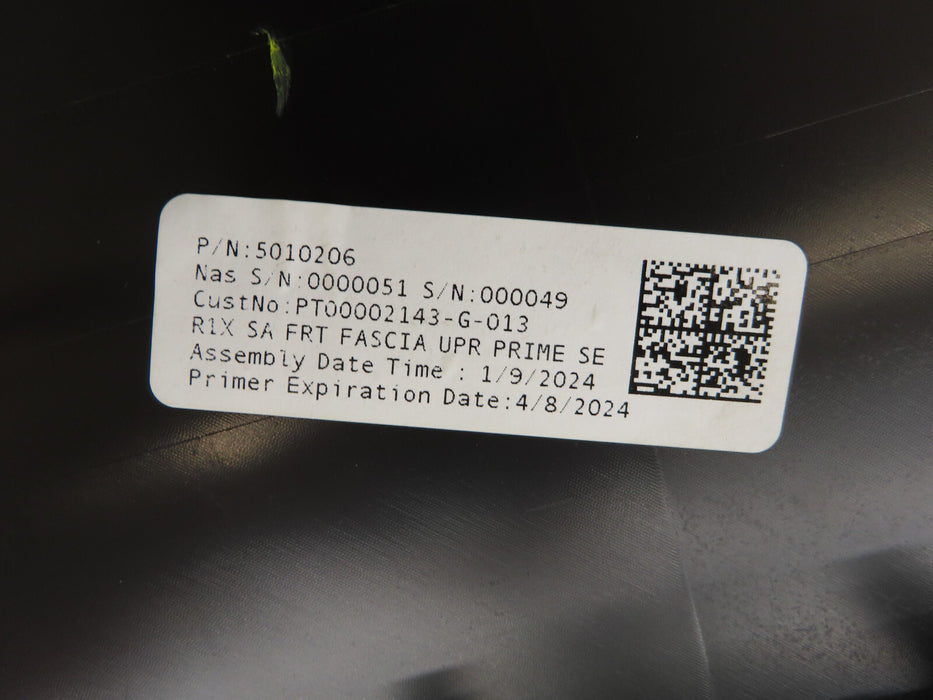 P/N:5010206
Nas S/N:0000051 S/N:000049
CustNo:PT00002143-G-013
R1X SA FRT FASCIA UPR PRIME SE
Assembly Date Time : 1/9/2024
Primer Expiration Date:4/8/2024